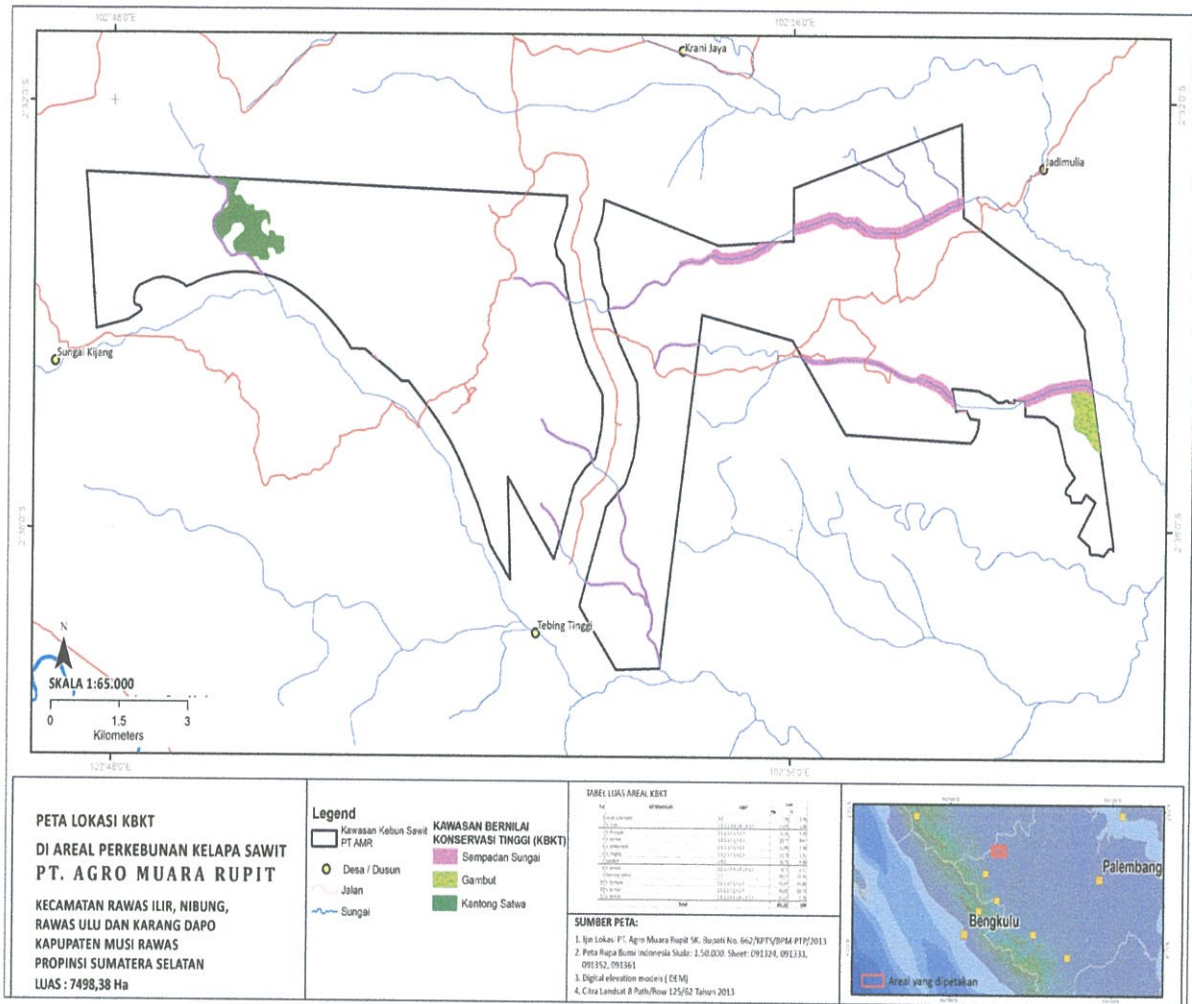 102°48'0"E
102°56'0"E
Krani Jaya
2°32'0"S
2°32'0"S
Jadimulia
Sungai Kijang
Tebing Tinggi
N
SKALA 1:65.000
0 1.5 3
Kilometers
102°56'0"E
PETA LOKASI KBKT
DI AREAL PERKEBUNAN KELAPA SAWIT
PT. AGRO MUARA RUPIT
KECAMATAN RAWAS ILIR, NIBUNG,
RAWAS ULU DAN KARANG DAPO
KAPUPATEN MUSI RAWAS
PROPINSI SUMATERA SELATAN
LUAS : 7498,38 Ha
Legend
Kawasan Kebun Sawit
PT AMR
Desa / Dusun
Jalan
Sungai
KAWASAN BERNILAI
KONSERVASI TINGGI (KBKT)
Sempadan Sungai
Gambut
Kantong Satwa
TABEL LUAS AREAL KBKT
SUMBER PETA:
1. Ijin Lokasi PT. Agro Muara Rupit SK. Bupati No. 662/KPTS/BPM-PTP/2013
2. Peta Rupa Bumi Indonesia Skala: 1.50.000. Sheet: 091324, 091333,
091352, 091361
3. Digital elevation models ( DEM)
4. Citra Landsat 8 Path/Row 125/62 Tahun 2013
Palembang
Bengkulu
Areal yang dipetakan